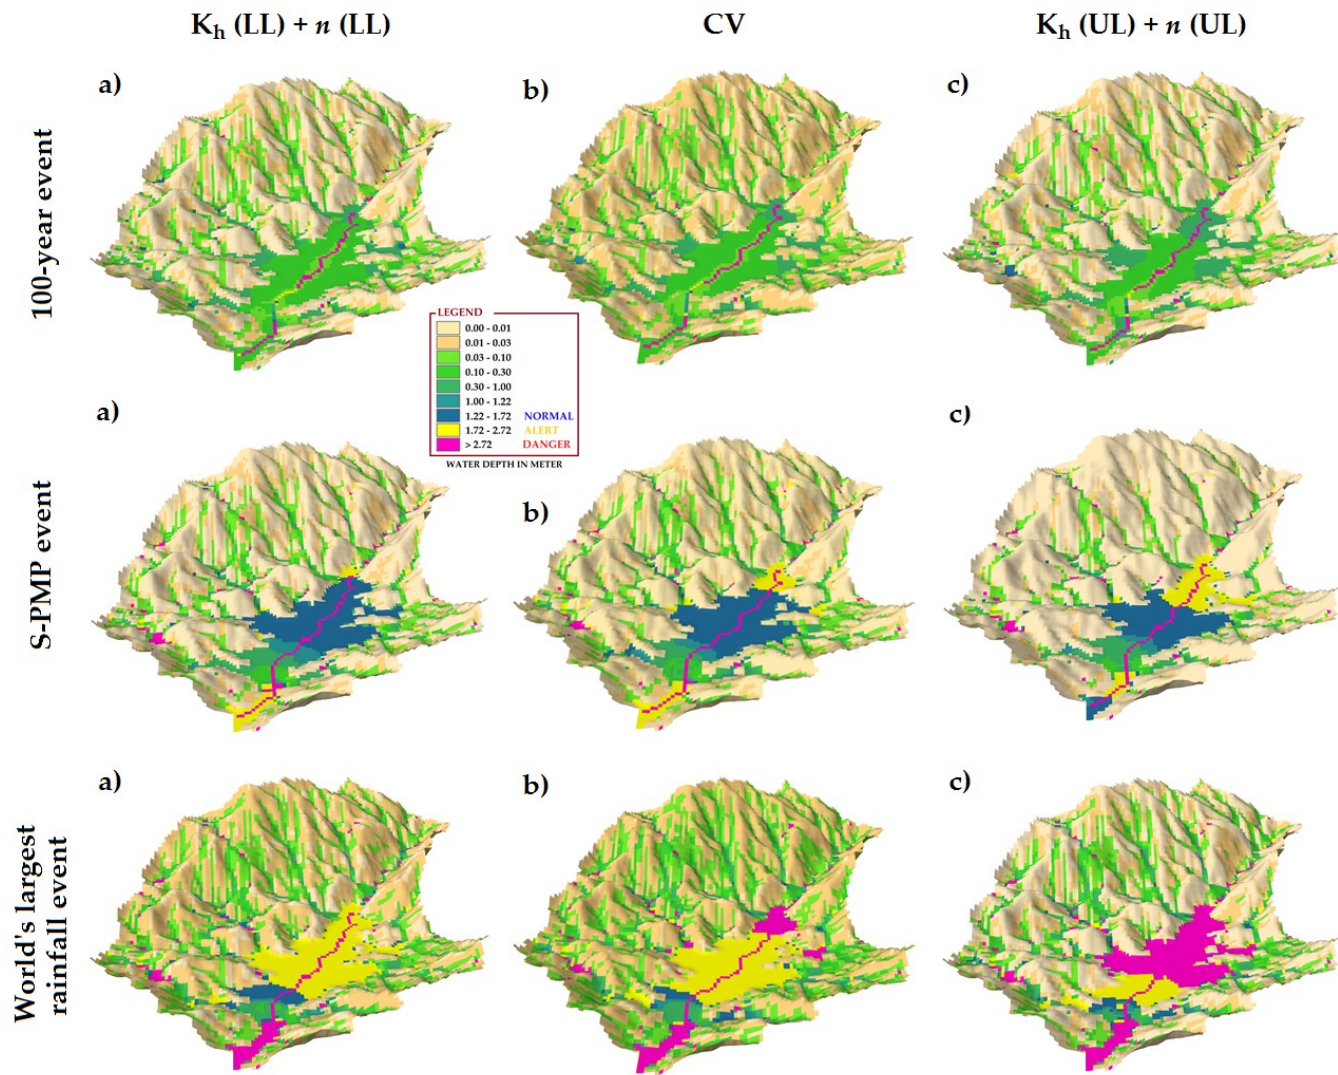 Kh (LL) + n (LL)
CV
Kh (UL) + n (UL)
100-year event
a)
b)
c)
LEGEND
0.00 - 0.01
0.01 - 0.03
0.03 - 0.10
0.10 - 0.30
0.30 - 1.00
1.00 - 1.22
1.22 - 1.72 NORMAL
1.72 - 2.72 ALERT
> 2.72 DANGER
WATER DEPTH IN METER
S-PMP event
a)
b)
c)
World's largest
rainfall event
a)
b)
c)